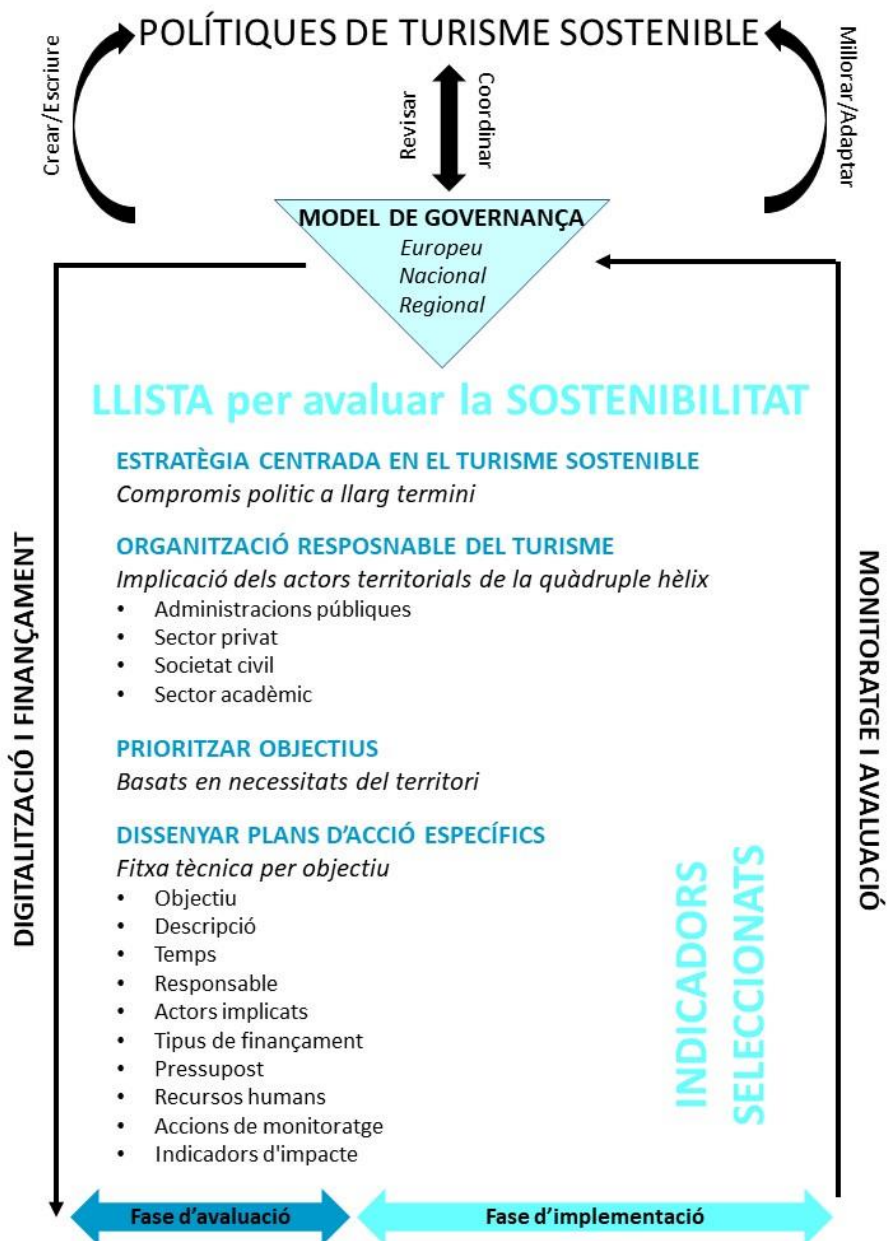 POLÍTIQUES DE TURISME SOSTENIBLE
Crear/Escriure
Revisar
Coordinar
Millorar/Adaptar
MODEL DE GOVERNANÇA
Europeu
Nacional
Regional
LLISTA per avaluar la SOSTENIBILITAT
ESTRATÈGIA CENTRADA EN EL TURISME SOSTENIBLE
Compromis politic a llarg termini
ORGANITZACIÓ RESPOSNABLE DEL TURISME
Implicació dels actors territorials de la quàdruple hèlix
• Administracions públiques
• Sector privat
• Societat civil
• Sector acadèmic
PRIORITZAR OBJECTIUS
Basats en necessitats del territori
DISSENYAR PLANS D'ACCIÓ ESPECÍFICS
Fitxa tècnica per objectiu
• Objectiu
• Descripció
• Temps
• Responsable
• Actors implicats
• Tipus de finançament
• Pressupost
• Recursos humans
• Accions de monitoratge
• Indicadors d'impacte
INDICADORS
SELECCIONATS
DIGITALITZACIÓ I FINANÇAMENT
MONITORATGE I AVALUACIÓ
Fase d'avaluació
Fase d'implementació